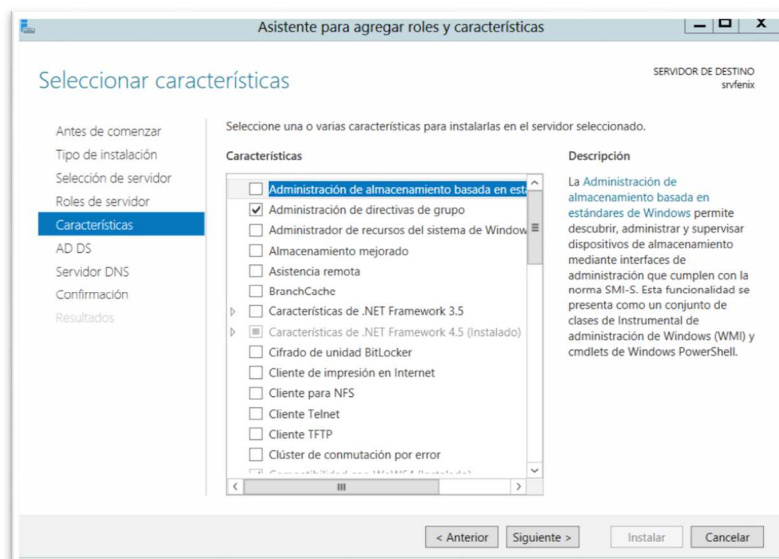 Asistente para agregar roles y características
Seleccionar características
SERVIDOR DE DESTINO
srvfenix
Antes de comenzar
Tipo de instalación
Selección de servidor
Roles de servidor
Características
AD DS
Servidor DNS
Confirmación
Resultados
Seleccione una o varias características para instalarlas en el servidor seleccionado.
Características
Administración de almacenamiento basada en está
Administración de directivas de grupo
Administrador de recursos del sistema de Window
Almacenamiento mejorado
Asistencia remota
BranchCache
Características de .NET Framework 3.5
Características de .NET Framework 4.5 (Instalado)
Cifrado de unidad BitLocker
Cliente de impresión en Internet
Cliente para NFS
Cliente Telnet
Cliente TFTP
Clúster de conmutación por error
Descripción
La Administración de
almacenamiento basada en
estándares de Windows permite
descubrir, administrar y supervisar
dispositivos de almacenamiento
mediante interfaces de
administración que cumplen con la
norma SMI-S. Esta funcionalidad se
presenta como un conjunto de
clases de Instrumental de
administración de Windows (WMI) y
cmdlets de Windows PowerShell.
< Anterior
Siguiente >
Instalar
Cancelar